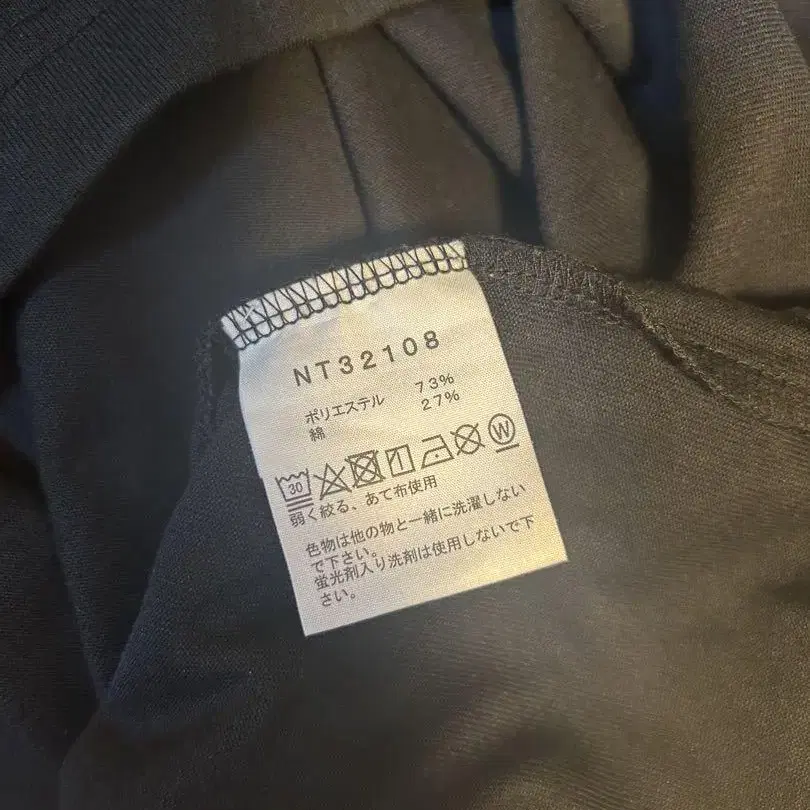 NT32108
ポリエステル 73%
綿 27%
30 W
弱く絞る、あて布使用
色物は他の物と一緒に洗濯しない
で下さい。
蛍光剤入り洗剤は使用しないで下
さい。